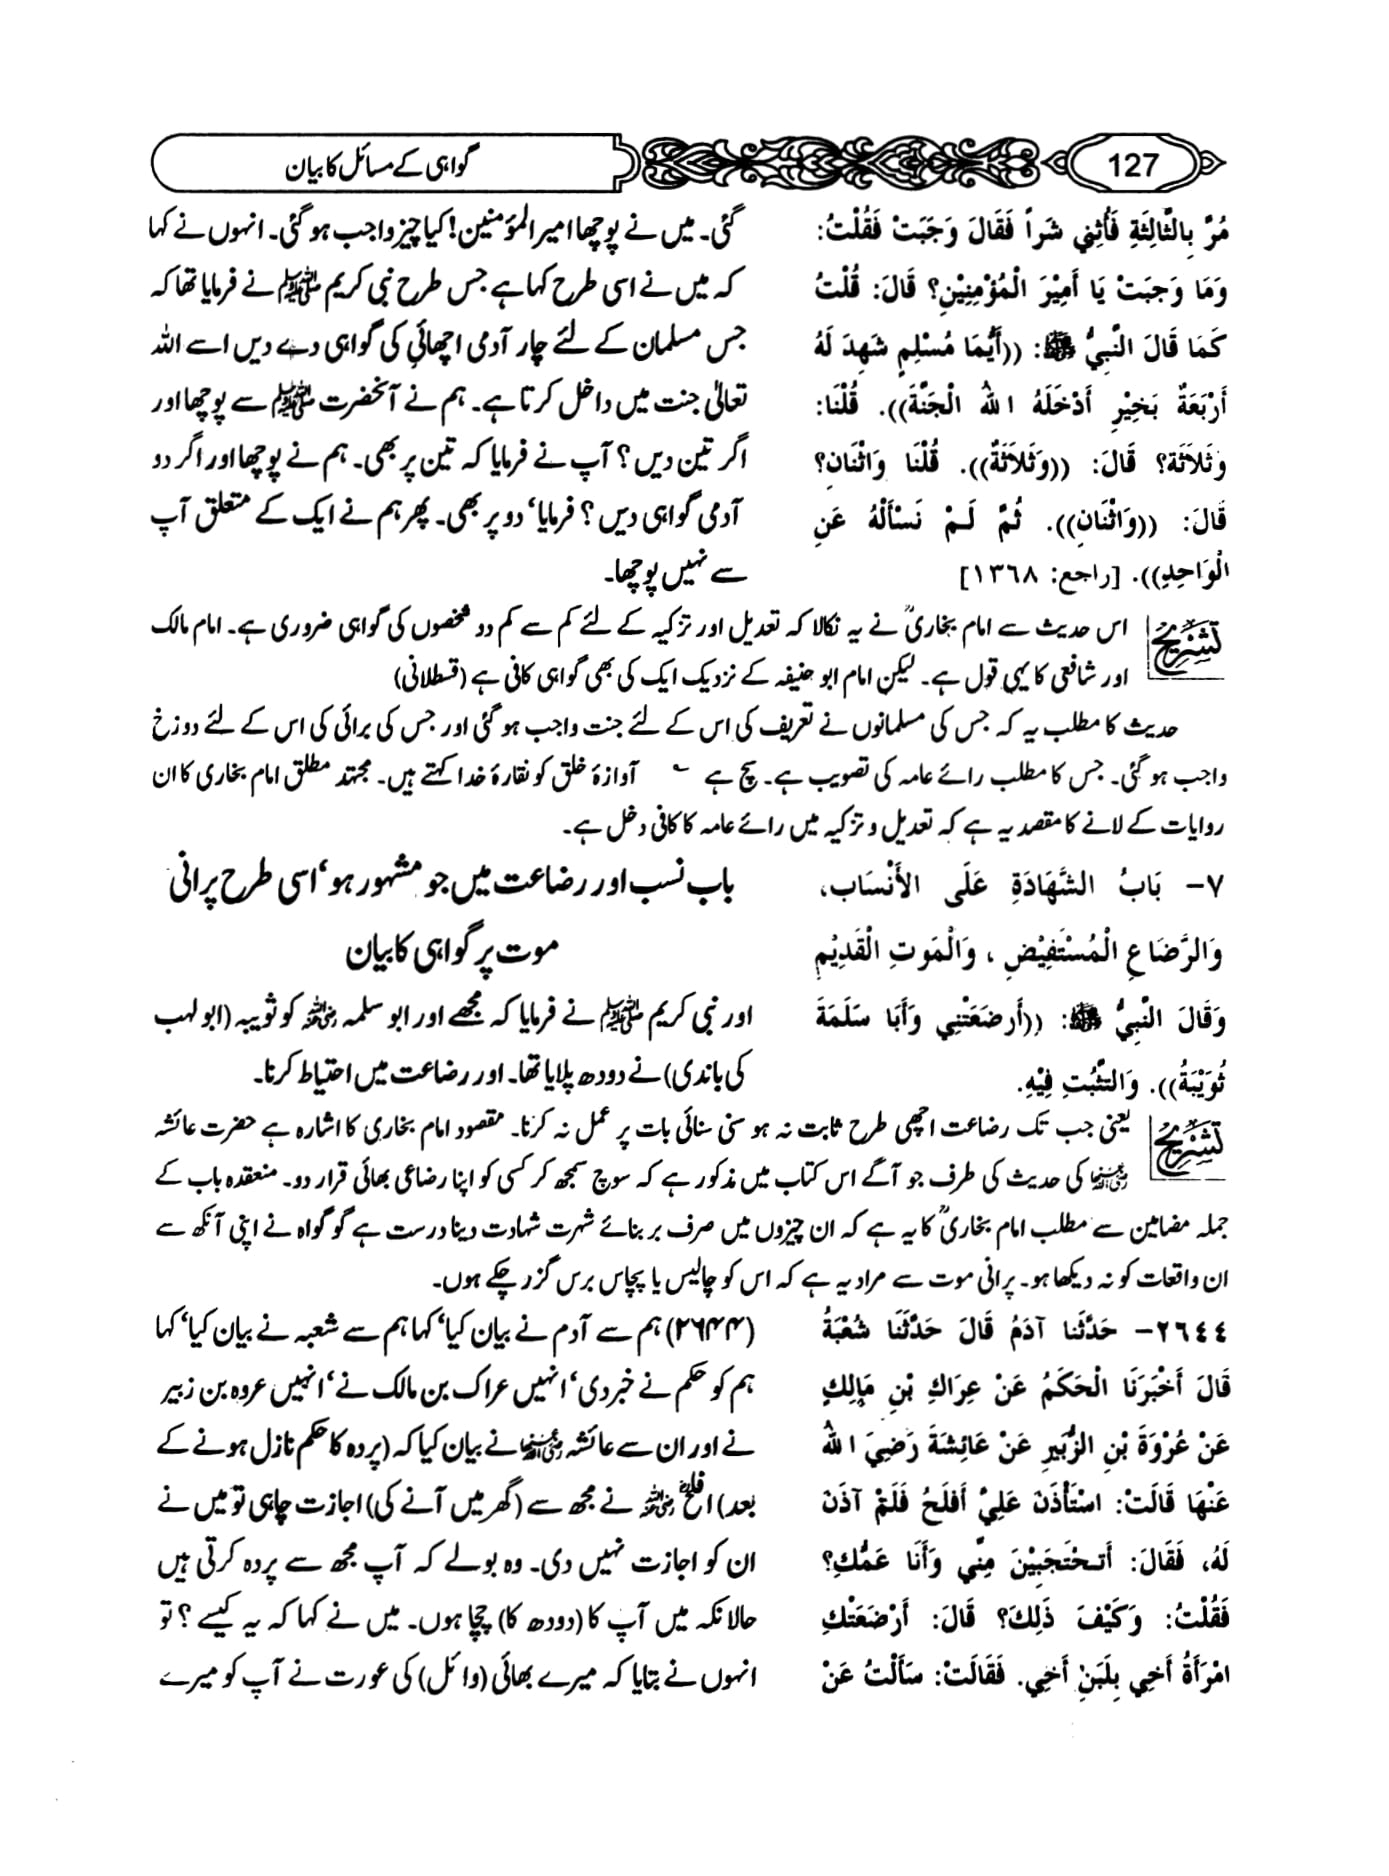 127
گواہی کے مسائل کا بیان
مُرَّ بِالثَّالِثَةِ فَأُثْنِي شَراً فَقَالَ وَجَبَتْ فَقُلْتُ:
وَمَا وَجَبَتْ يَا أَمِيْرَ الْمُؤْمِنِيْنِ؟ قَالَ: قُلْتُ
كَمَا قَالَ النَّبِيُّ ﷺ: ((أَيُّمَا مُسْلِمٍ شَهِدَ لَهُ
أَرْبَعَةٌ بَخِيْرٍ أَدْخَلَهُ اللهُ الْجَنَّةَ)). قُلْنَا:
وَثَلاَثَة؟ قَالَ: ((وَثَلاَثَةٌ)). قُلْنَا وَاثْنَانِ؟
قَالَ: ((وَاثْنَانِ)). ثُمَّ لَمْ نَسْأَلْهُ عَنِ
الْوَاحِدِ)). [راجع: ١٣٦٨]
گئی۔ میں نے پوچھا امیر المؤمنین! کیا چیز واجب ہو گئی۔ انہوں نے کہا
کہ میں نے اسی طرح کہا ہے جس طرح نبی کریم ﷺ نے فرمایا تھا کہ
جس مسلمان کے لئے چار آدمی اچھائی کی گواہی دے دیں اسے اللہ
تعالیٰ جنت میں داخل کرتا ہے۔ ہم نے آنحضرت ﷺ سے پوچھا اور
اگر تین دیں؟ آپ نے فرمایا کہ تین پر بھی۔ ہم نے پوچھا اور اگر دو
آدمی گواہی دیں؟ فرمایا' دو پر بھی۔ پھر ہم نے ایک کے متعلق آپ
سے نہیں پوچھا۔
تشریح
اس حدیث سے امام بخاریؒ نے یہ نکالا کہ تعدیل اور تزکیہ کے لئے کم سے کم دو شخصوں کی گواہی ضروری ہے۔ امام مالک
اور شافعی کا یہی قول ہے۔ لیکن امام ابو حنیفہ کے نزدیک ایک کی بھی گواہی کافی ہے (قسطلانی)
حدیث کا مطلب یہ کہ جس کی مسلمانوں نے تعریف کی اس کے لئے جنت واجب ہو گئی اور جس کی برائی کی اس کے لئے دوزخ
واجب ہو گئی۔ جس کا مطلب رائے عامہ کی تصویب ہے۔ سچ ہے ؎ آوازۂ خلق کو نقارۂ خدا کہتے ہیں۔ مجتہد مطلق امام بخاری کا ان
روایات کے لانے کا مقصد یہ ہے کہ تعدیل و تزکیہ میں رائے عامہ کا کافی دخل ہے۔
٧- بَابُ الشَّهَادَةِ عَلَى الأَنْسَاب،
وَالرَّضَاعِ الْمُسْتَفِيْضِ ، وَالْمَوتِ الْقَدِيْمِ
وَقَالَ النَّبِيُّ ﷺ: ((أَرضَعَتْنِي وَأَبَا سَلَمَةَ
ثُوَيْبَةُ)). وَالتَّثَبُّتِ فِيْهِ.
باب نسب اور رضاعت میں جو مشہور ہو' اسی طرح پرانی
موت پر گواہی کا بیان
اور نبی کریم ﷺ نے فرمایا کہ مجھے اور ابو سلمہ رضی اللہ عنہ کو ثویبہ (ابولہب
کی باندی) نے دودھ پلایا تھا۔ اور رضاعت میں احتیاط کرنا۔
تشریح
یعنی جب تک رضاعت اچھی طرح ثابت نہ ہو سنی سنائی بات پر عمل نہ کرنا۔ مقصود امام بخاری کا اشارہ ہے حضرت عائشہ
رضی اللہ عنہا کی حدیث کی طرف جو آگے اس کتاب میں مذکور ہے کہ سوچ سمجھ کر کسی کو اپنا رضاعی بھائی قرار دو۔ منعقدہ باب کے
جملہ مضامین سے مطلب امام بخاریؒ کا یہ ہے کہ ان چیزوں میں صرف بر بنائے شہرت شہادت دینا درست ہے گو گواہ نے اپنی آنکھ سے
ان واقعات کو نہ دیکھا ہو۔ پرانی موت سے مراد یہ ہے کہ اس کو چالیس یا پچاس برس گزر چکے ہوں۔
٢٦٤٤- حَدَّثَنا آدَمُ قَالَ حَدَّثَنَا شُعْبَةُ
قَالَ أَخْبَرَنَا الْحَكَمُ عَنْ عِرَاكِ بْنِ مَالِكٍ
عَنْ عُرْوَةَ بْنِ الزُّبَيرِ عَنْ عَائِشَةَ رَضِيَ اللهُ
عَنْهَا قَالَتْ: اسْتَأْذَنَ عَلِيَّ أَفلَحُ فَلَمْ آذَنْ
لَهُ، فَقَالَ: أَتحْتَجَبِيْنَ مِنِّي وَأَنَا عَمُّكِ؟
فَقُلْتُ: وَكَيْفَ ذَلِكَ؟ قَالَ: أَرْضَعَتْكِ
امْرَأَةُ أَخِي بِلَبَنِ أَخِي. فَقَالَتْ: سَأَلْتُ عَنْ
(۲۶۴۴) ہم سے آدم نے بیان کیا' کہا ہم سے شعبہ نے بیان کیا' کہا
ہم کو حکم نے خبر دی' انہیں عراک بن مالک نے' انہیں عروہ بن زبیر
نے اور ان سے عائشہ رضی اللہ عنہا نے بیان کیا کہ (پردہ کا حکم نازل ہونے کے
بعد) افلح رضی اللہ عنہ نے مجھ سے (گھر میں آنے کی) اجازت چاہی تو میں نے
ان کو اجازت نہیں دی۔ وہ بولے کہ آپ مجھ سے پردہ کرتی ہیں
حالانکہ میں آپ کا (دودھ کا) چچا ہوں۔ میں نے کہا کہ یہ کیسے؟ تو
انہوں نے بتایا کہ میرے بھائی (وائل) کی عورت نے آپ کو میرے